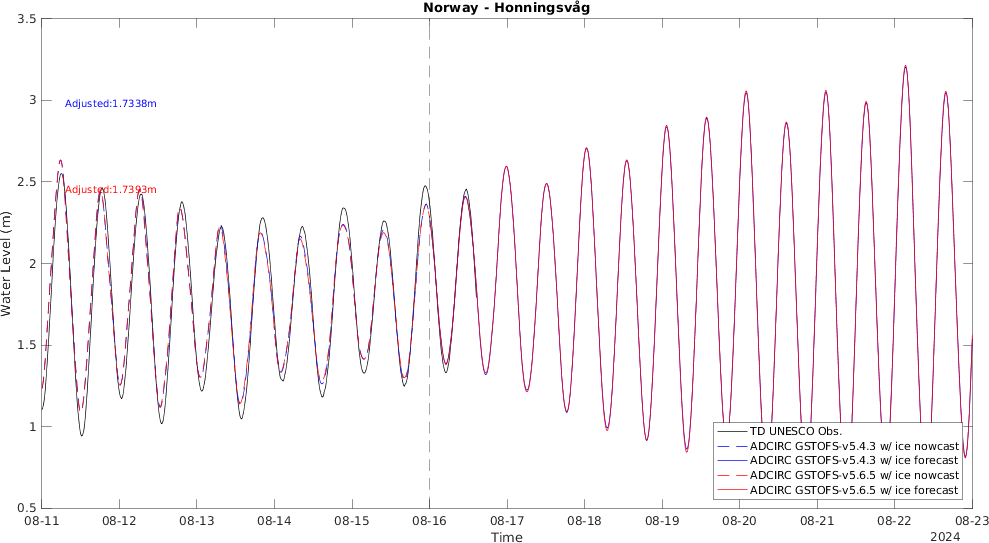 Norway - Honningsvåg
3.5
3
2.5
2
1.5
1
0.5
Water Level (m)
Adjusted:1.7338m
Adjusted:1.7393m
TD UNESCO Obs.
ADCIRC GSTOFS-v5.4.3 w/ ice nowcast
ADCIRC GSTOFS-v5.4.3 w/ ice forecast
ADCIRC GSTOFS-v5.6.5 w/ ice nowcast
ADCIRC GSTOFS-v5.6.5 w/ ice forecast
08-11 08-12 08-13 08-14 08-15 08-16 08-17 08-18 08-19 08-20 08-21 08-22 08-23
Time
2024